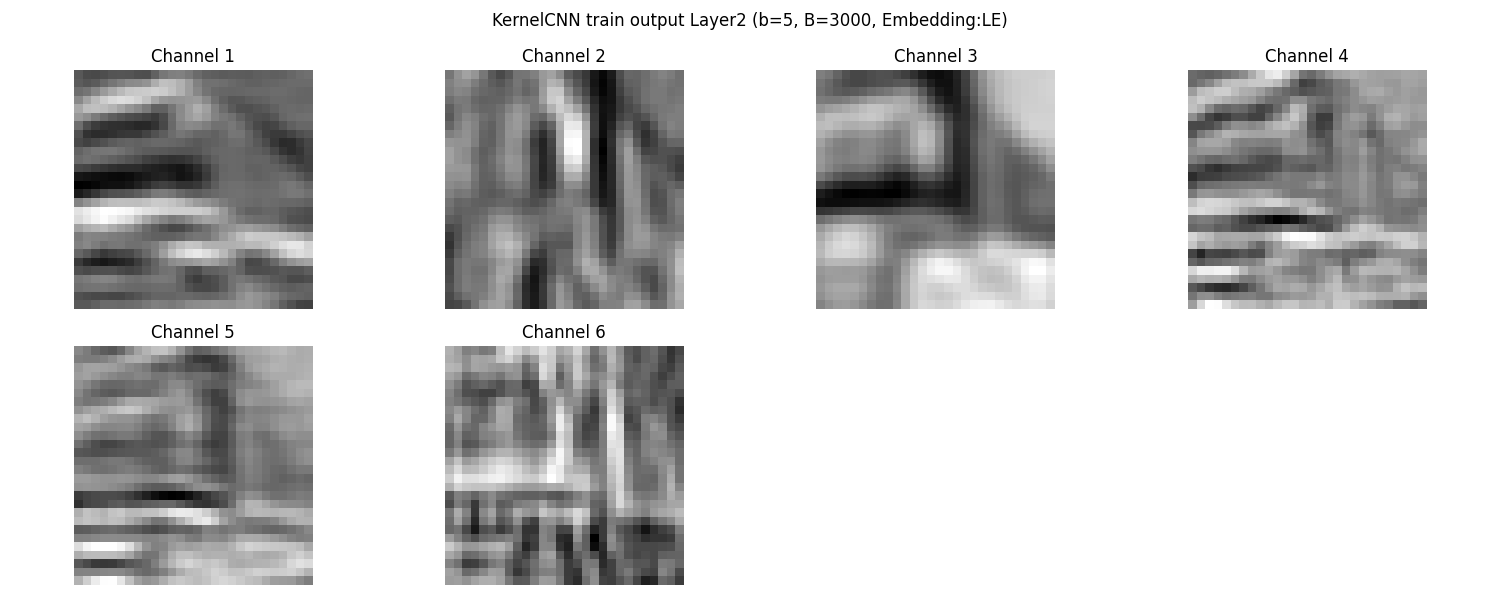 KernelCNN train output Layer2 (b=5, B=3000, Embedding:LE)
Channel 1
Channel 2
Channel 3
Channel 4
Channel 5
Channel 6